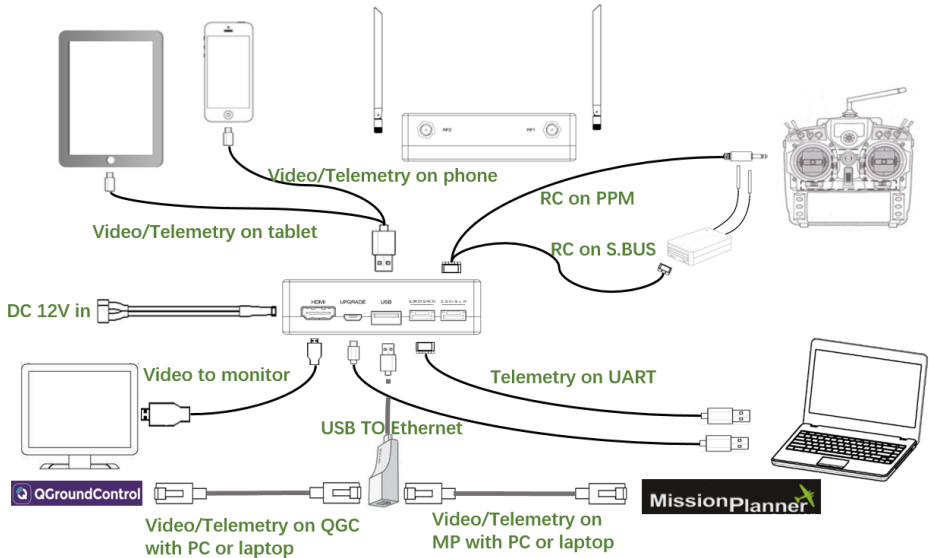 RF2
RF1
Video/Telemetry on phone
RC on PPM
Video/Telemetry on tablet
RC on S.BUS
HDMI
UPGRADE
USB
DC 12V in
Video to monitor
Telemetry on UART
USB TO Ethernet
Q QGroundControl
MissionPlanner
Video/Telemetry on QGC
with PC or laptop
Video/Telemetry on
MP with PC or laptop